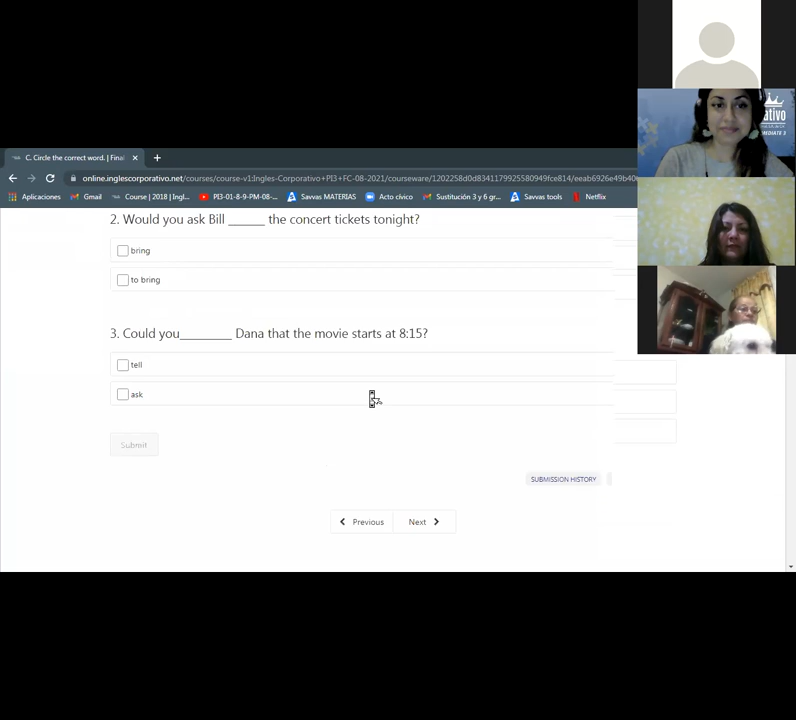 ativo
MEDIATE 3
C. Circle the correct word. | Final
online.inglescorporativo.net/courses/course-v1:Ingles-Corporativo+PI3+FC-08-2021/courseware/1202258d0d8341179925580949fce814/eeab6926e49b40
Aplicaciones Gmail Course | 2018 | Ingl... PI3-01-8-9-PM-08-... Savvas MATERIAS Acto cívico Sustitución 3 y 6 gr... Savvas tools Netflix
2. Would you ask Bill ______ the concert tickets tonight?
bring
to bring
3. Could you_________ Dana that the movie starts at 8:15?
tell
ask
Submit
SUBMISSION HISTORY
Previous Next